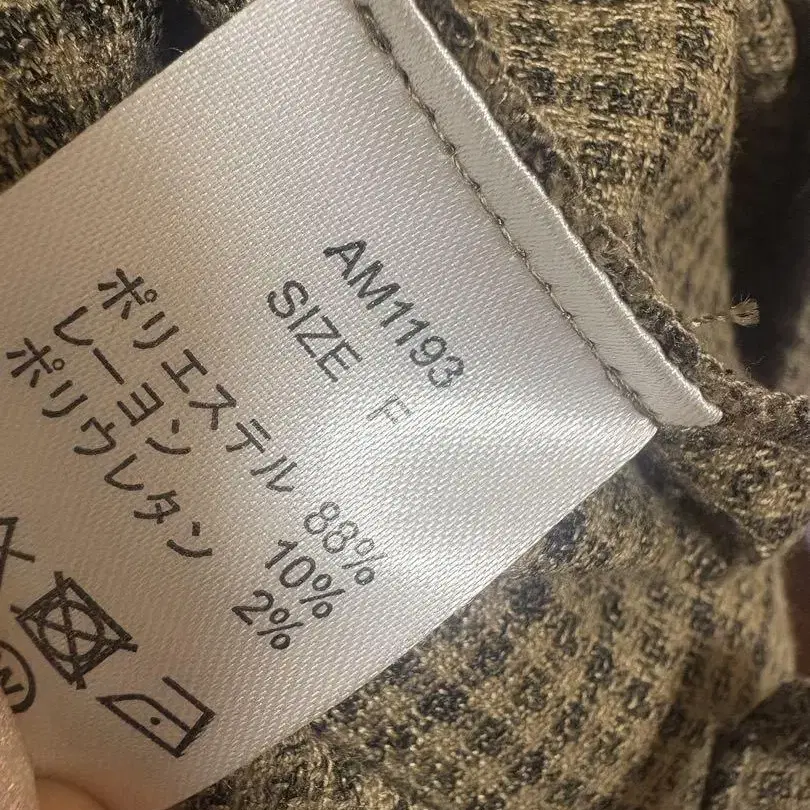 AM1193
SIZE F
ポリエステル 88%
レーヨン 10%
ポリウレタン 2%
W